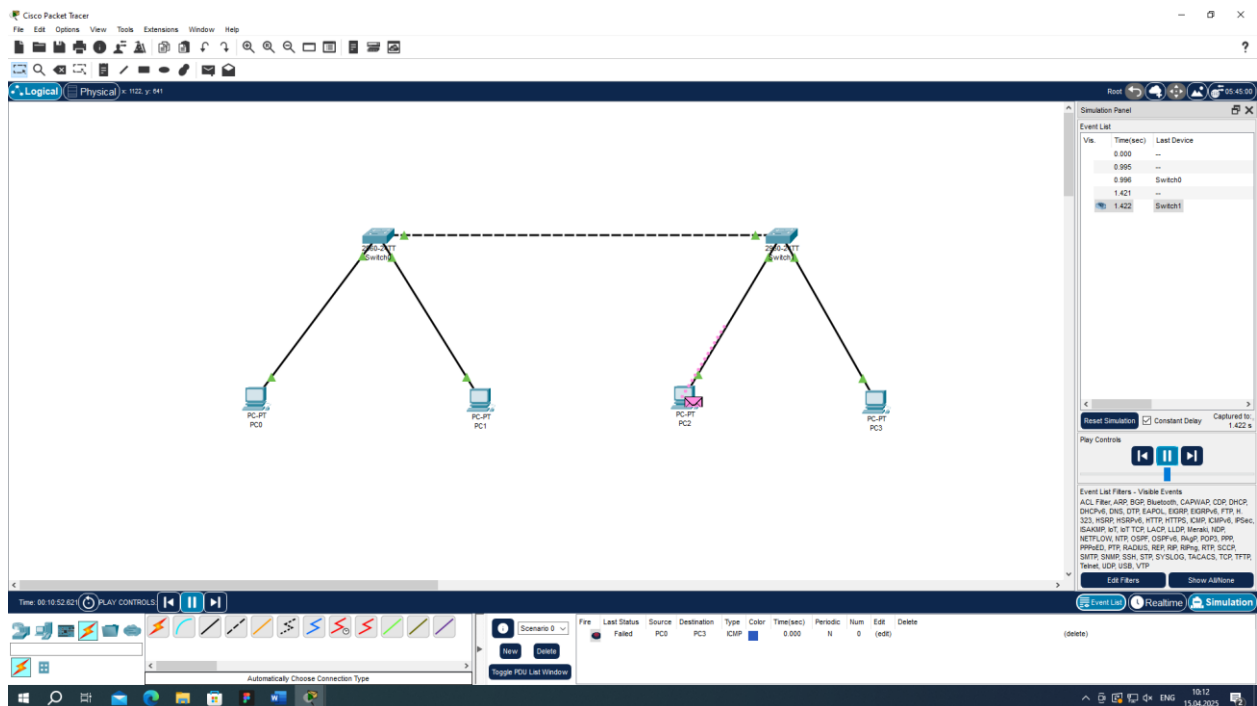 Cisco Packet Tracer
File Edit Options View Tools Extensions Window Help
?
Logical Physical x: 1122, y: 641 Root 05:45:00
Simulation Panel
Event List
Vis. Time(sec) Last Device
0.000 --
0.995 --
0.996 Switch0
1.421 --
1.422 Switch1
2960-24TT
Switch0
2960-24TT
PC-PT
PC0
PC-PT
PC1
PC-PT
PC2
PC-PT
PC3
Reset Simulation Constant Delay Captured to:
1.422 s
Play Controls
Event List Filters - Visible Events
ACL Filter, ARP, BGP, Bluetooth, CAPWAP, CDP, DHCP,
DHCPv6, DNS, DTP, EAPOL, EIGRP, EIGRPv6, FTP, H.
323, HSRP, HSRPv6, HTTP, HTTPS, ICMP, ICMPv6, IPSec,
ISAKMP, IoT, IoT TCP, LACP, LLDP, Meraki, NDP,
NETFLOW, NTP, OSPF, OSPFv6, PAgP, POP3, PPP,
PPPoED, PTP, RADIUS, REP, RIP, RIPng, RTP, SCCP,
SMTP, SNMP, SSH, STP, SYSLOG, TACACS, TCP, TFTP,
Telnet, UDP, USB, VTP
Edit Filters Show All/None
Time: 00:10:52.621 PLAY CONTROLS: Event List Realtime Simulation
Scenario 0
New Delete
Toggle PDU List Window
Fire Last Status Source Destination Type Color Time(sec) Periodic Num Edit Delete
Failed PC0 PC3 ICMP 0.000 N 0 (edit) (delete)
Automatically Choose Connection Type
ENG 10:12
15.04.2025